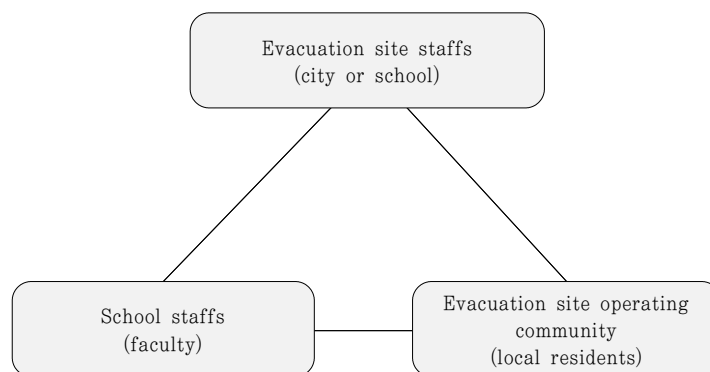 Evacuation site staffs
(city or school)
School staffs
(faculty)
Evacuation site operating
community
(local residents)